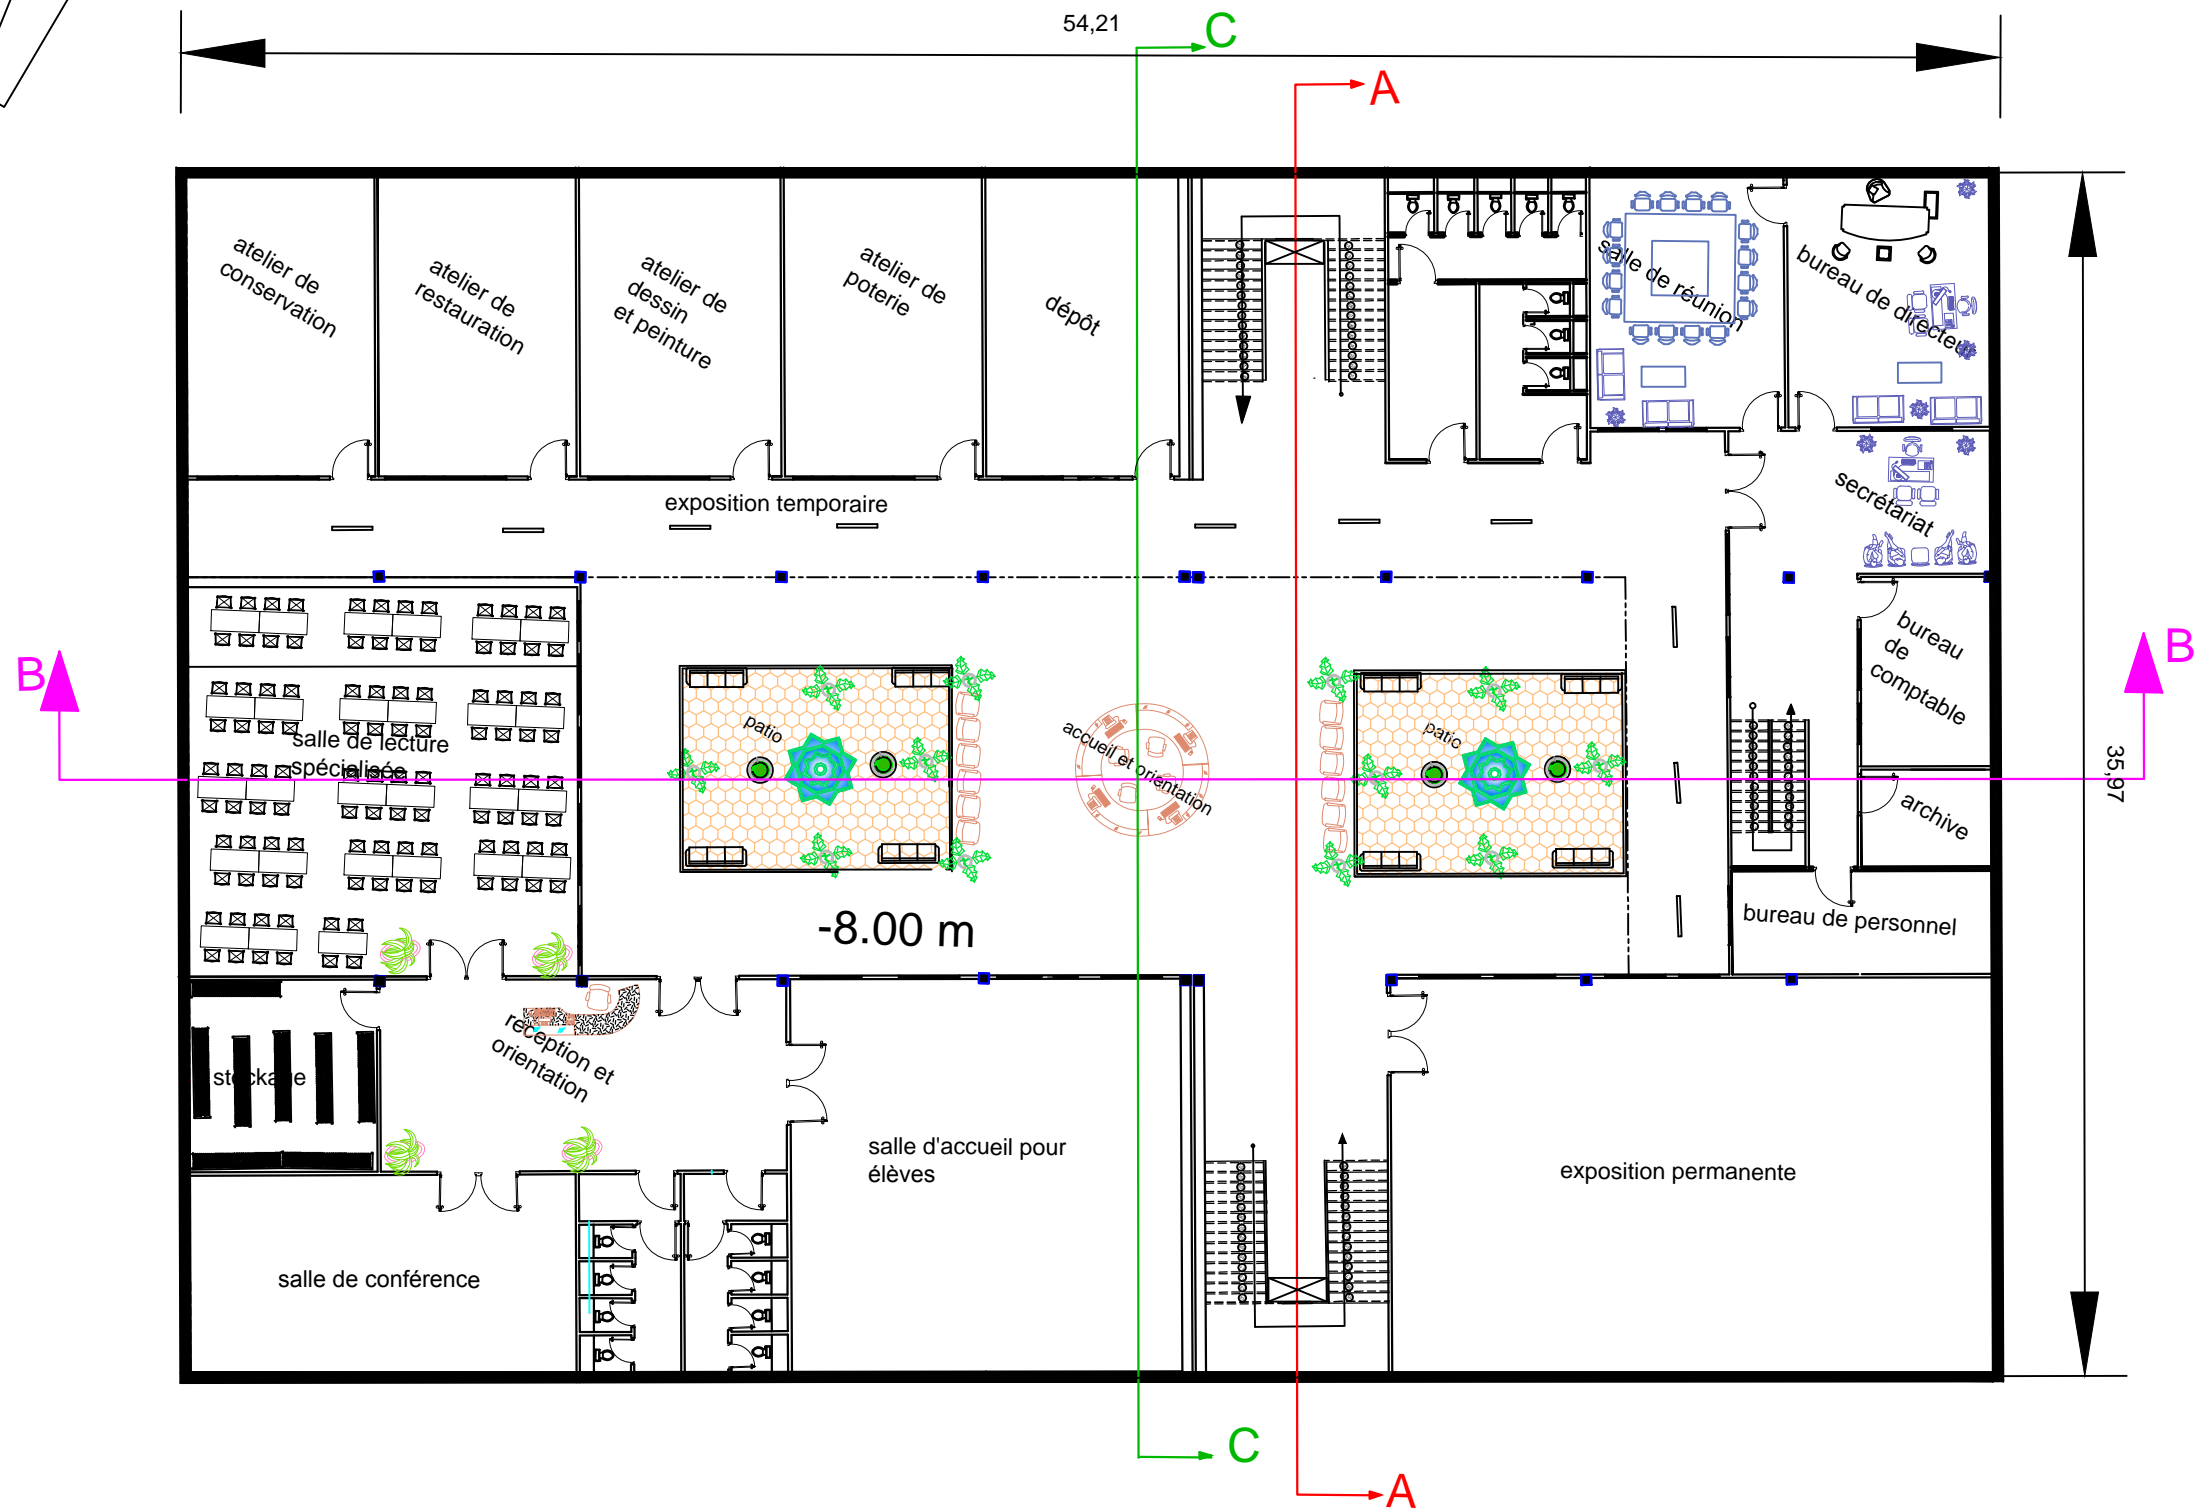 54,21
C
A
atelier de
conservation
atelier de
restauration
atelier de
dessin
et peinture
atelier de
poterie
dépôt
salle de réunion
bureau de directeur
exposition temporaire
secrétariat
bureau
de
comptable
B
B
salle de lecture
spécialisée
patio
accueil et orientation
patio
35,97
archive
-8.00 m
bureau de personnel
reception et
orientation
stockage
salle d'accueil pour
élèves
exposition permanente
salle de conférence
C
A